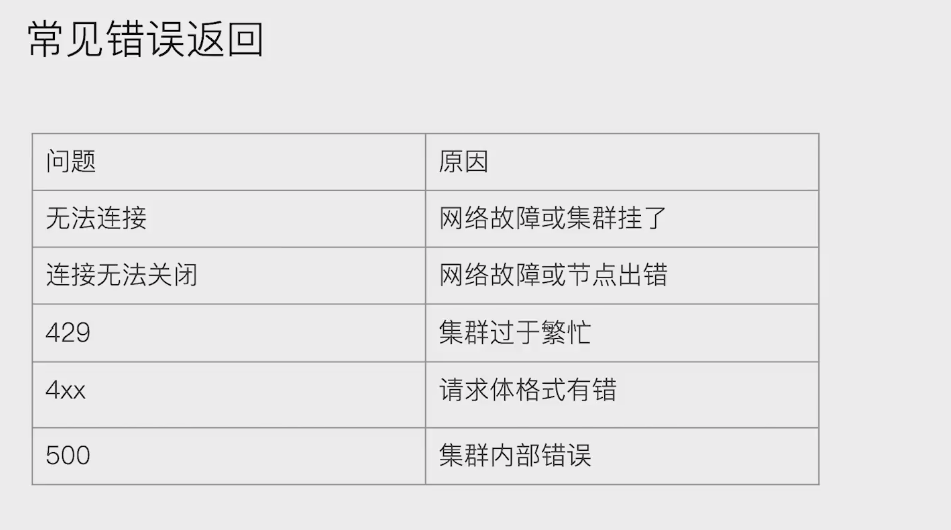 常见错误返回
问题 原因
无法连接 网络故障或集群挂了
连接无法关闭 网络故障或节点出错
429 集群过于繁忙
4xx 请求体格式有错
500 集群内部错误